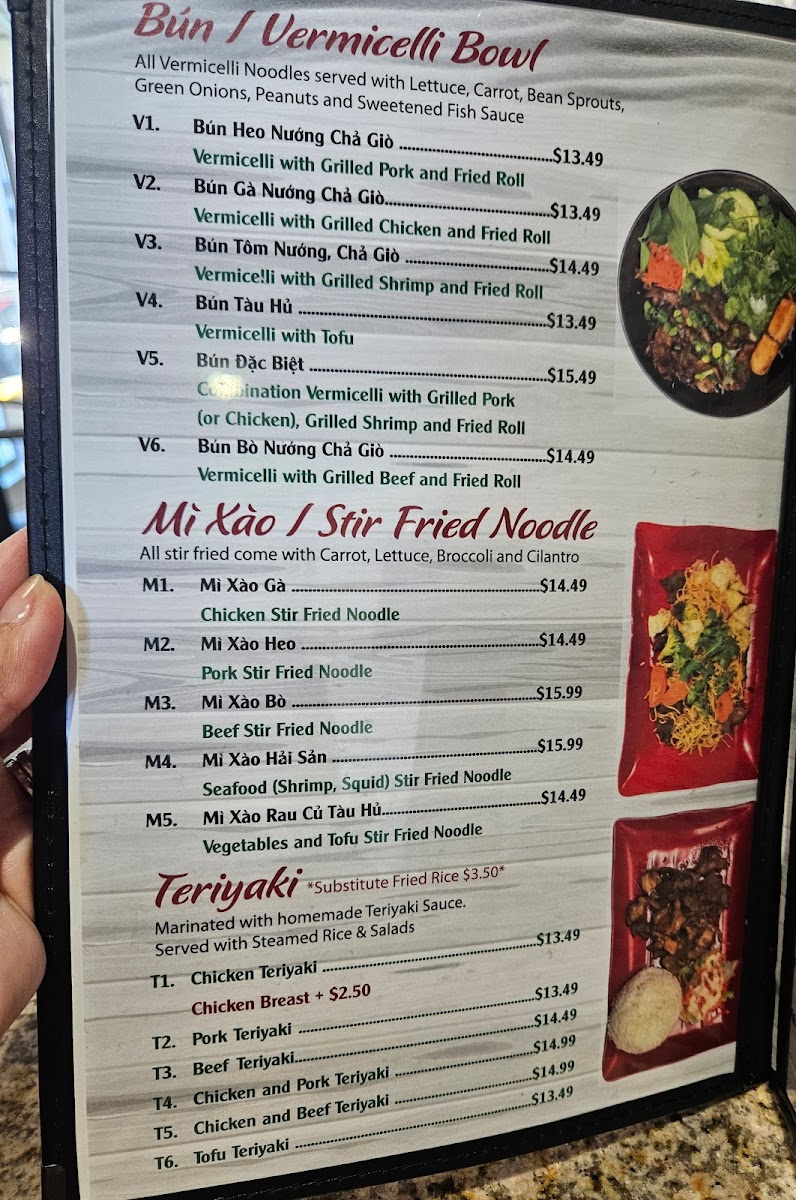 Bún / Vermicelli Bowl
All Vermicelli Noodles served with Lettuce, Carrot, Bean Sprouts,
Green Onions, Peanuts and Sweetened Fish Sauce
V1. Bún Heo Nướng Chả Giò ....................................$13.49
Vermicelli with Grilled Pork and Fried Roll
V2. Bún Gà Nướng Chả Giò.......................................$13.49
Vermicelli with Grilled Chicken and Fried Roll
V3. Bún Tôm Nướng, Chả Giò ..................................$14.49
Vermicelli with Grilled Shrimp and Fried Roll
V4. Bún Tàu Hủ ..........................................................$13.49
Vermicelli with Tofu
V5. Bún Đặc Biệt ........................................................$15.49
Combination Vermicelli with Grilled Pork
(or Chicken), Grilled Shrimp and Fried Roll
V6. Bún Bò Nướng Chả Giò .....................................$14.49
Vermicelli with Grilled Beef and Fried Roll
Mì Xào / Stir Fried Noodle
All stir fried come with Carrot, Lettuce, Broccoli and Cilantro
M1. Mì Xào Gà ...........................................................$14.49
Chicken Stir Fried Noodle
M2. Mì Xào Heo .........................................................$14.49
Pork Stir Fried Noodle
M3. Mì Xào Bò ...........................................................$15.99
Beef Stir Fried Noodle
M4. Mì Xào Hải Sản ..................................................$15.99
Seafood (Shrimp, Squid) Stir Fried Noodle
M5. Mì Xào Rau Củ Tàu Hủ......................................$14.49
Vegetables and Tofu Stir Fried Noodle
Teriyaki *Substitute Fried Rice $3.50*
Marinated with homemade Teriyaki Sauce.
Served with Steamed Rice & Salads
T1. Chicken Teriyaki ...................................................$13.49
Chicken Breast + $2.50
T2. Pork Teriyaki ........................................................$13.49
T3. Beef Teriyaki.........................................................$14.49
T4. Chicken and Pork Teriyaki ..................................$14.99
T5. Chicken and Beef Teriyaki ..................................$14.99
T6. Tofu Teriyaki ........................................................$13.49